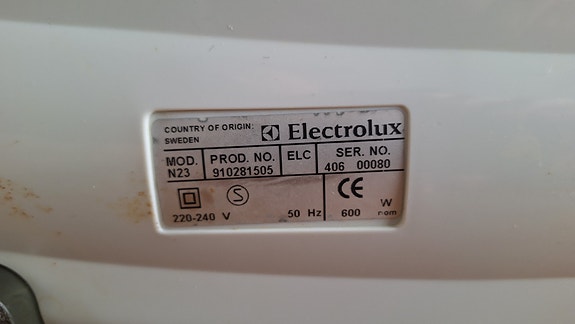 COUNTRY OF ORIGIN:
SWEDEN
Electrolux
MOD. PROD. NO. ELC SER. NO.
N23 910281505 406 00080
S CE
220-240 V 50 Hz 600 W
nom